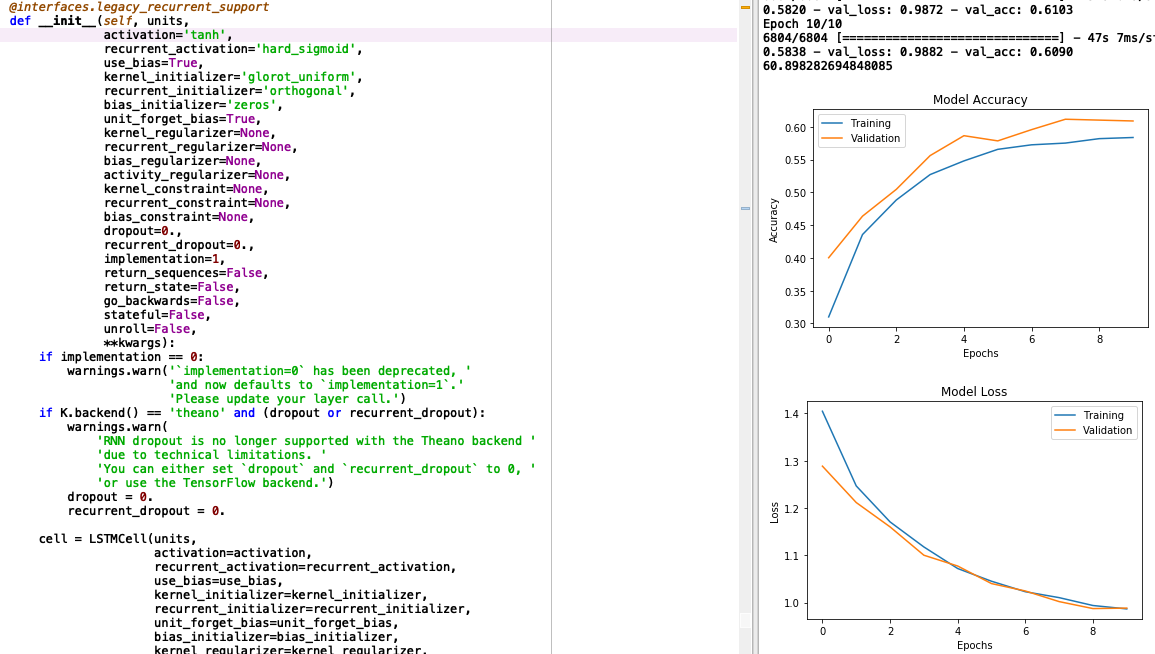 @interfaces.legacy_recurrent_support
def __init__(self, units,
activation='tanh',
recurrent_activation='hard_sigmoid',
use_bias=True,
kernel_initializer='glorot_uniform',
recurrent_initializer='orthogonal',
bias_initializer='zeros',
unit_forget_bias=True,
kernel_regularizer=None,
recurrent_regularizer=None,
bias_regularizer=None,
activity_regularizer=None,
kernel_constraint=None,
recurrent_constraint=None,
bias_constraint=None,
dropout=0.,
recurrent_dropout=0.,
implementation=1,
return_sequences=False,
return_state=False,
go_backwards=False,
stateful=False,
unroll=False,
**kwargs):
if implementation == 0:
warnings.warn('`implementation=0` has been deprecated, '
'and now defaults to `implementation=1`.'
'Please update your layer call.')
if K.backend() == 'theano' and (dropout or recurrent_dropout):
warnings.warn(
'RNN dropout is no longer supported with the Theano backend '
'due to technical limitations. '
'You can either set `dropout` and `recurrent_dropout` to 0, '
'or use the TensorFlow backend.')
dropout = 0.
recurrent_dropout = 0.
cell = LSTMCell(units,
activation=activation,
recurrent_activation=recurrent_activation,
use_bias=use_bias,
kernel_initializer=kernel_initializer,
recurrent_initializer=recurrent_initializer,
unit_forget_bias=unit_forget_bias,
bias_initializer=bias_initializer,
kernel_regularizer=kernel_regularizer,
0.5820 - val_loss: 0.9872 - val_acc: 0.6103
Epoch 10/10
6804/6804 [==============================] - 47s 7ms/st
0.5838 - val_loss: 0.9882 - val_acc: 0.6090
60.898282694848085
Model Accuracy
Training
Validation
0.60
0.55
0.50
0.45
0.40
0.35
0.30
Accuracy
0 2 4 6 8
Epochs
Model Loss
Training
Validation
1.4
1.3
1.2
1.1
1.0
Loss
0 2 4 6 8
Epochs